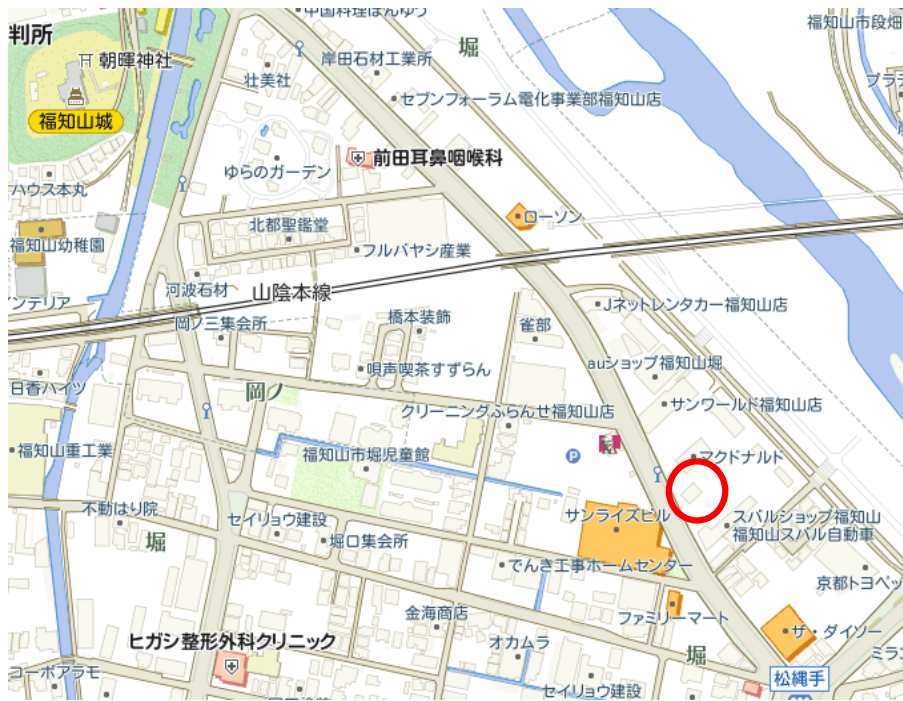 中国料理ほんゆう
判所
福知山市段畑
堀
朝暉神社
岸田石材工業所
壮美社
セブンフォーラム電化事業部福知山店
福知山城
前田耳鼻咽喉科
ゆらのガーデン
ハウス本丸
ローソン
北都聖鑑堂
福知山幼稚園
フルバヤシ産業
河波石材
山陰本線
ンテリア
Jネットレンタカー福知山店
岡ノ三集会所
橋本装飾
雀部
auショップ福知山堀
唄声喫茶すずらん
日香ハイツ
岡ノ
サンワールド福知山店
クリーニングふらんせ福知山店
福知山重工業
福知山市堀児童館
P
マクドナルド
不動はり院
セイリョウ建設
サンライズビル
スバルショップ福知山
福知山スバル自動車
堀
堀口集会所
でんき工事ホームセンター
京都トヨペッ
金海商店
ファミリーマート
ヒガシ整形外科クリニック
オカムラ
ザ・ダイソー
堀
ミラ
コーポアラモ
松縄手
セイリョウ建設